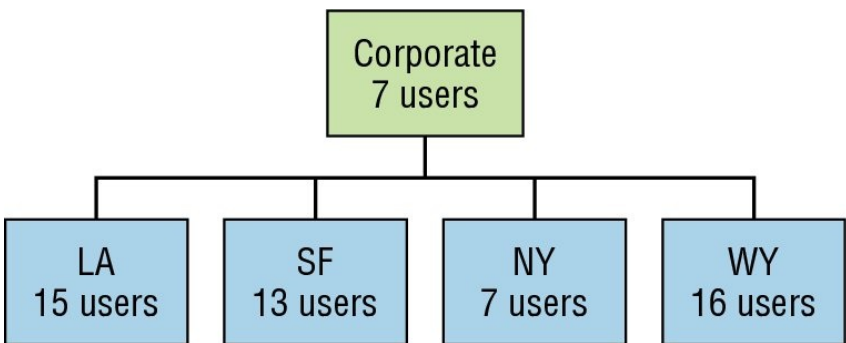 Corporate
7 users
LA
15 users
SF
13 users
NY
7 users
WY
16 users